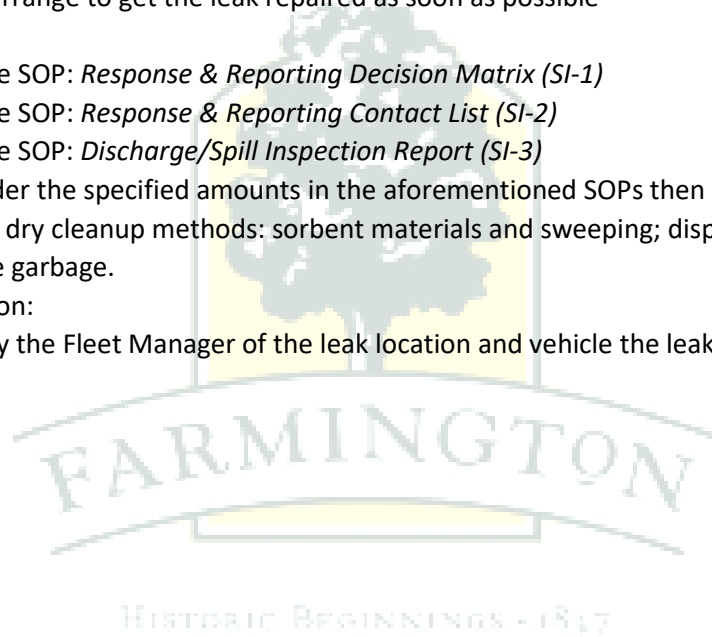 rrange to get the leak repaired as soon as possible
e SOP: Response & Reporting Decision Matrix (SI-1)
e SOP: Response & Reporting Contact List (SI-2)
e SOP: Discharge/Spill Inspection Report (SI-3)
der the specified amounts in the aforementioned SOPs then
dry cleanup methods: sorbent materials and sweeping; disp
e garbage.
on:
y the Fleet Manager of the leak location and vehicle the leak
FARMINGTON
HISTORIC BEGINNINGS • 1847